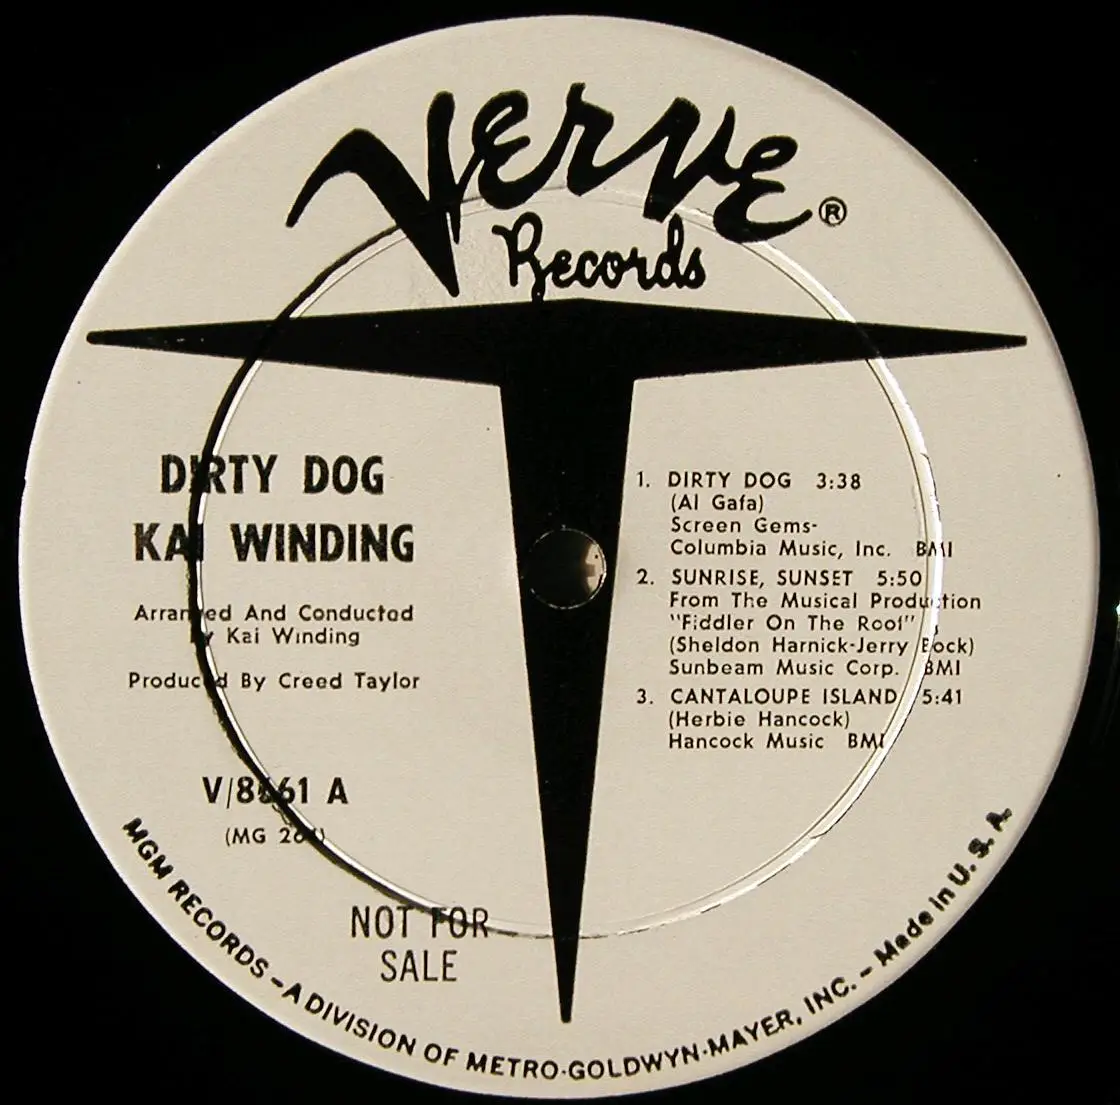 Verve ®
Records
DIRTY DOG
KAI WINDING
Arranged And Conducted
By Kai Winding
Produced By Creed Taylor
V/8661 A
NOT FOR
SALE
1. DIRTY DOG 3:38
(Al Gafa)
Screen Gems-
Columbia Music, Inc. BMI
2. SUNRISE, SUNSET 5:50
From The Musical Production
"Fiddler On The Roof"
(Sheldon Harnick-Jerry Bock)
Sunbeam Music Corp. BMI
3. CANTALOUPE ISLAND 5:41
(Herbie Hancock)
Hancock Music BMI
MGM RECORDS – A DIVISION OF METRO-GOLDWYN-MAYER, INC. – Made in U. S. A.